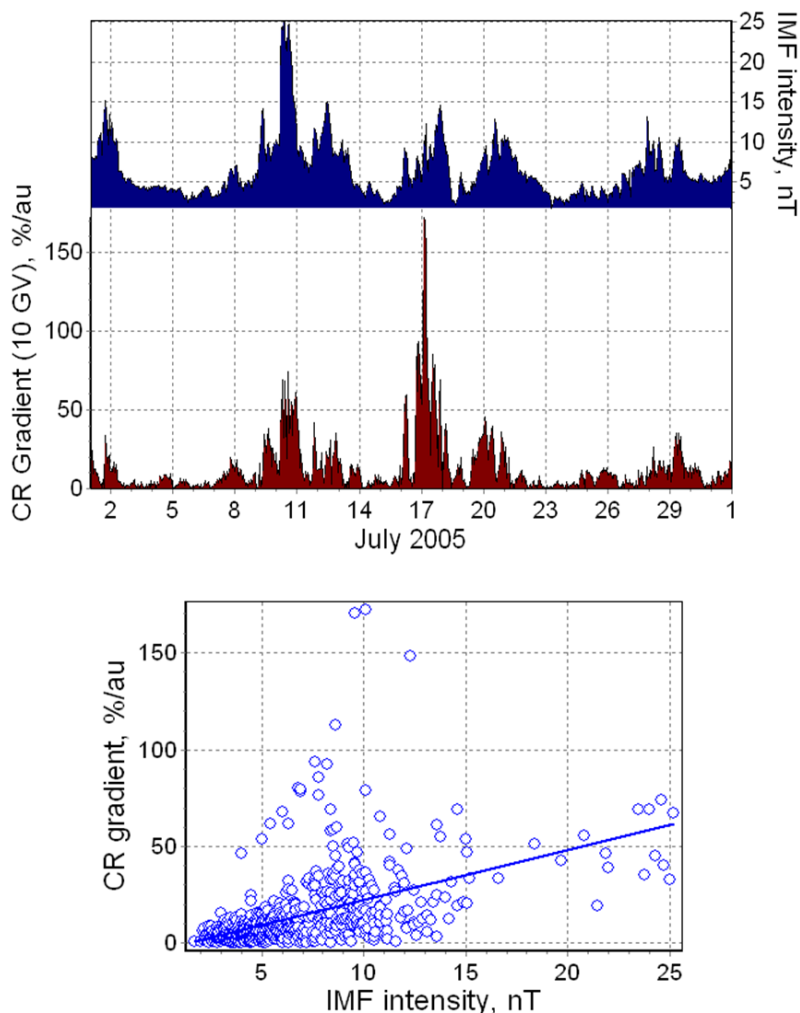 25
20
15
10
5
IMF intensity, nT
150
100
50
0
CR Gradient (10 GV), %/au
2 5 8 11 14 17 20 23 26 29 1
July 2005
150
100
50
0
CR gradient, %/au
5 10 15 20 25
IMF intensity, nT